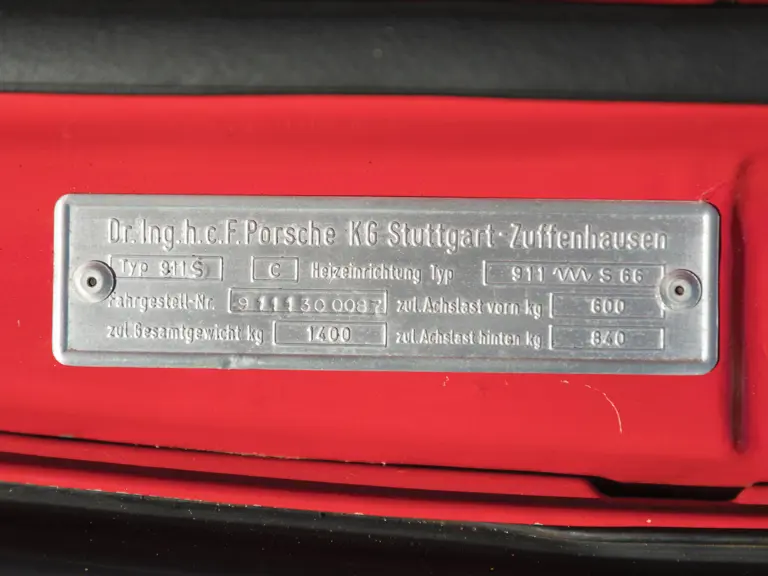 Dr.Ing.h.c.F.Porsche KG Stuttgart-Zuffenhausen
Typ 911S C Heizeinrichtung Typ 911 S 66
Fahrgestell-Nr. 9111300087 zul.Achslast vorn kg 600
zul.Gesamtgewicht kg 1400 zul.Achslast hinten kg 840